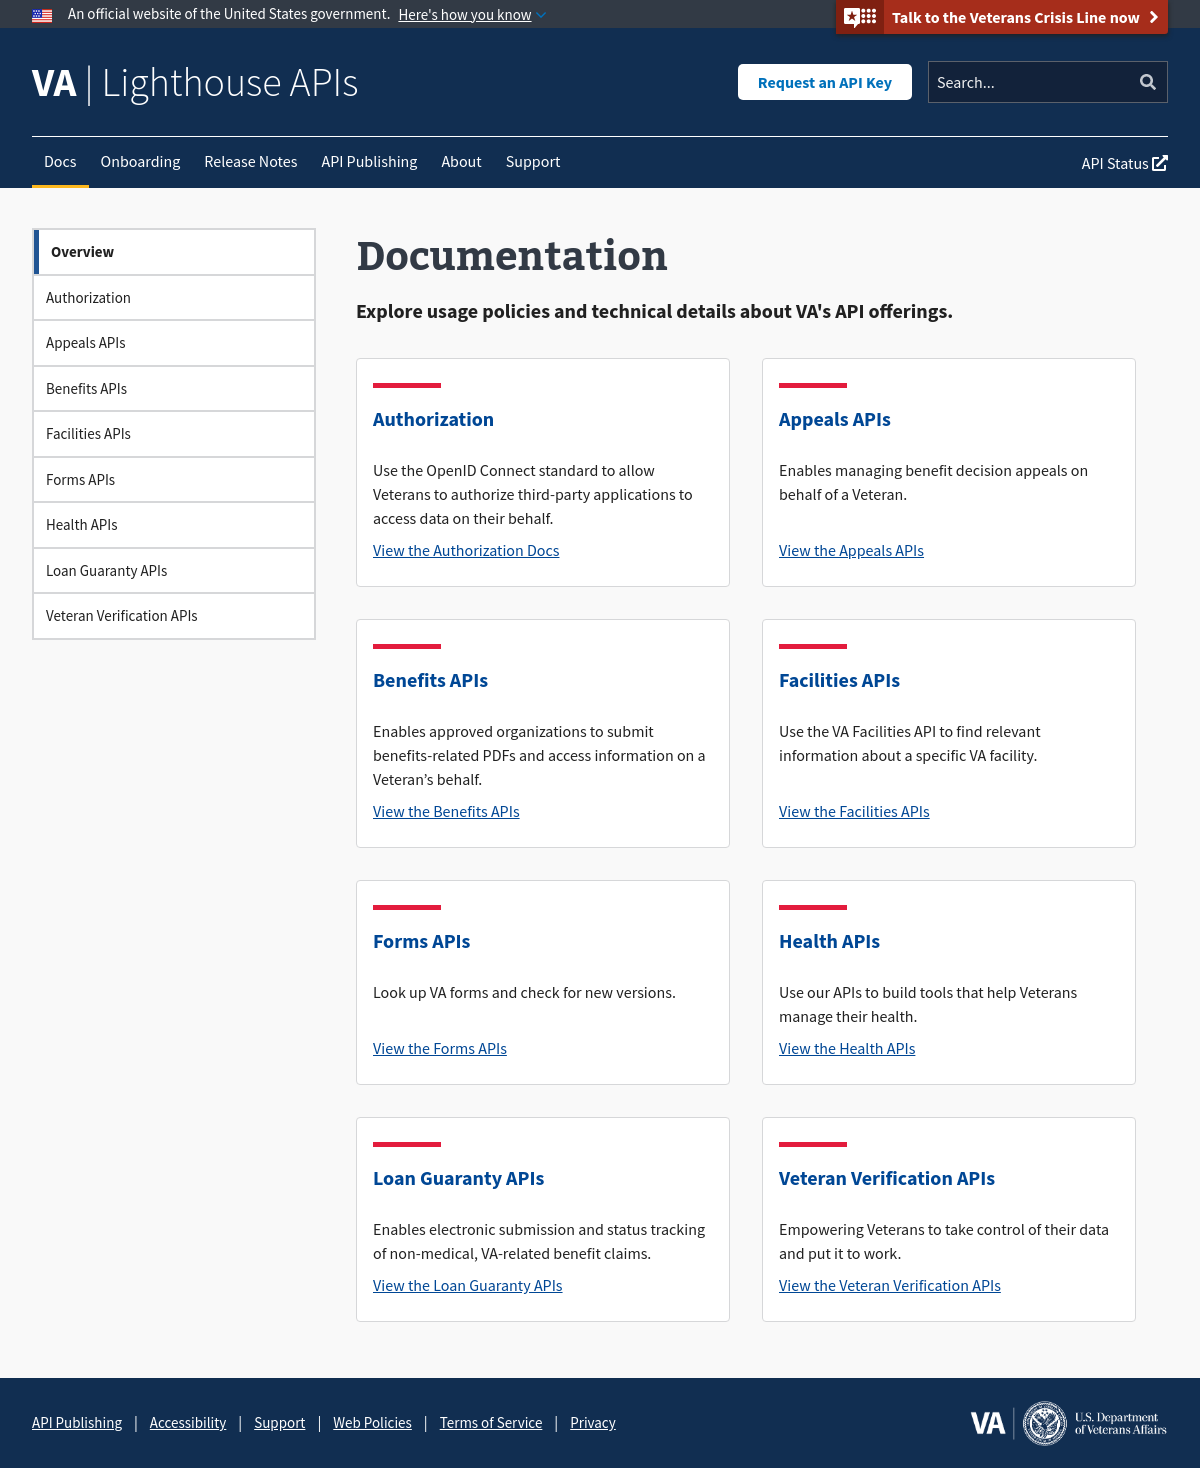 An official website of the United States government. Here's how you know
Talk to the Veterans Crisis Line now
VA | Lighthouse APIs
Request an API Key
Search...
Docs Onboarding Release Notes API Publishing About Support
API Status
Overview
Authorization
Appeals APIs
Benefits APIs
Facilities APIs
Forms APIs
Health APIs
Loan Guaranty APIs
Veteran Verification APIs
Documentation
Explore usage policies and technical details about VA's API offerings.
Authorization
Use the OpenID Connect standard to allow
Veterans to authorize third-party applications to
access data on their behalf.
View the Authorization Docs
Appeals APIs
Enables managing benefit decision appeals on
behalf of a Veteran.
View the Appeals APIs
Benefits APIs
Enables approved organizations to submit
benefits-related PDFs and access information on a
Veteran’s behalf.
View the Benefits APIs
Facilities APIs
Use the VA Facilities API to find relevant
information about a specific VA facility.
View the Facilities APIs
Forms APIs
Look up VA forms and check for new versions.
View the Forms APIs
Health APIs
Use our APIs to build tools that help Veterans
manage their health.
View the Health APIs
Loan Guaranty APIs
Enables electronic submission and status tracking
of non-medical, VA-related benefit claims.
View the Loan Guaranty APIs
Veteran Verification APIs
Empowering Veterans to take control of their data
and put it to work.
View the Veteran Verification APIs
API Publishing | Accessibility | Support | Web Policies | Terms of Service | Privacy
VA
U.S. Department
of Veterans Affairs